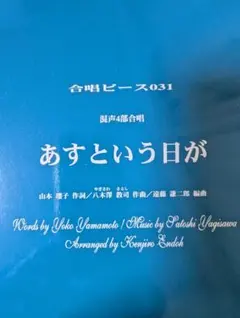 合唱ピース031
混声4部合唱
あすという日が
やぎさわ さとし
山本 瓔子 作詞／八木澤 教司 作曲／遠藤 謙二郎 編曲
Words by Yoko Yamamoto / Music by Satoshi Yagisawa
Arranged by Kenjiro Endoh